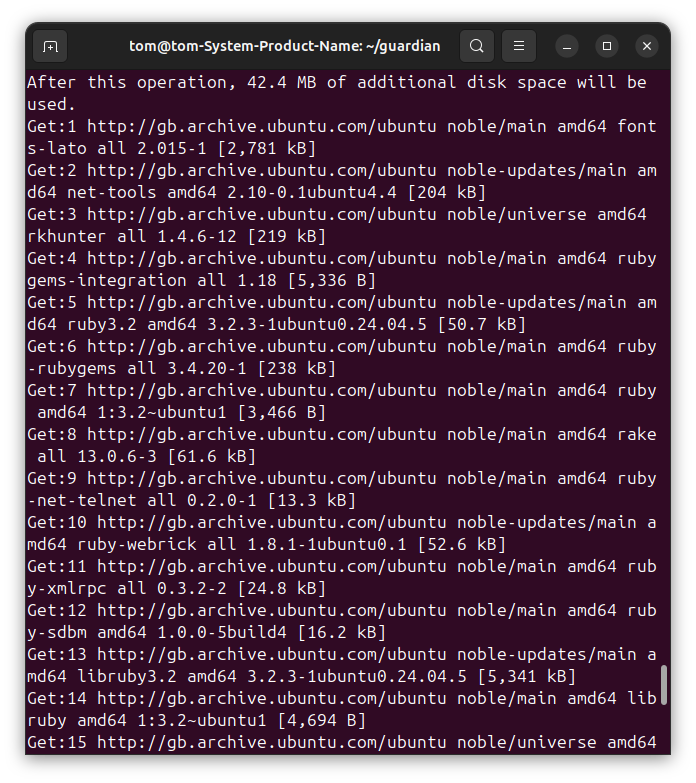 tom@tom-System-Product-Name: ~/guardian
After this operation, 42.4 MB of additional disk space will be
used.
Get:1 http://gb.archive.ubuntu.com/ubuntu noble/main amd64 font
s-lato all 2.015-1 [2,781 kB]
Get:2 http://gb.archive.ubuntu.com/ubuntu noble-updates/main am
d64 net-tools amd64 2.10-0.1ubuntu4.4 [204 kB]
Get:3 http://gb.archive.ubuntu.com/ubuntu noble/universe amd64
rkhunter all 1.4.6-12 [219 kB]
Get:4 http://gb.archive.ubuntu.com/ubuntu noble/main amd64 ruby
gems-integration all 1.18 [5,336 B]
Get:5 http://gb.archive.ubuntu.com/ubuntu noble-updates/main am
d64 ruby3.2 amd64 3.2.3-1ubuntu0.24.04.5 [50.7 kB]
Get:6 http://gb.archive.ubuntu.com/ubuntu noble/main amd64 ruby
-rubygems all 3.4.20-1 [238 kB]
Get:7 http://gb.archive.ubuntu.com/ubuntu noble/main amd64 ruby
 amd64 1:3.2~ubuntu1 [3,466 B]
Get:8 http://gb.archive.ubuntu.com/ubuntu noble/main amd64 rake
 all 13.0.6-3 [61.6 kB]
Get:9 http://gb.archive.ubuntu.com/ubuntu noble/main amd64 ruby
-net-telnet all 0.2.0-1 [13.3 kB]
Get:10 http://gb.archive.ubuntu.com/ubuntu noble-updates/main a
md64 ruby-webrick all 1.8.1-1ubuntu0.1 [52.6 kB]
Get:11 http://gb.archive.ubuntu.com/ubuntu noble/main amd64 rub
y-xmlrpc all 0.3.2-2 [24.8 kB]
Get:12 http://gb.archive.ubuntu.com/ubuntu noble/main amd64 rub
y-sdbm amd64 1.0.0-5build4 [16.2 kB]
Get:13 http://gb.archive.ubuntu.com/ubuntu noble-updates/main a
md64 libruby3.2 amd64 3.2.3-1ubuntu0.24.04.5 [5,341 kB]
Get:14 http://gb.archive.ubuntu.com/ubuntu noble/main amd64 lib
ruby amd64 1:3.2~ubuntu1 [4,694 B]
Get:15 http://gb.archive.ubuntu.com/ubuntu noble/universe amd64